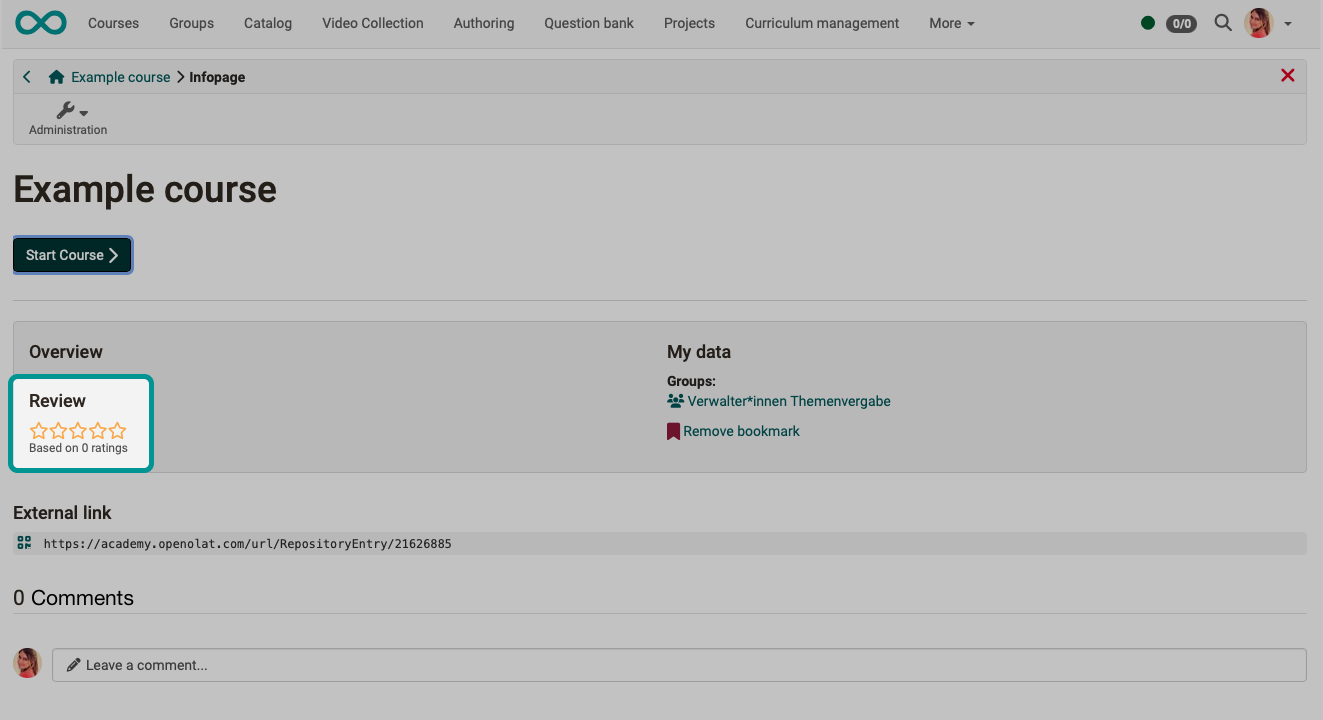 Courses Groups Catalog Video Collection Authoring Question bank Projects Curriculum management More 0/0
Example course Infopage
Administration
Example course
Start Course
Overview
Review
Based on 0 ratings
My data
Groups:
Verwalter*innen Themenvergabe
Remove bookmark
External link
https://academy.openolat.com/url/RepositoryEntry/21626885
0 Comments
Leave a comment...